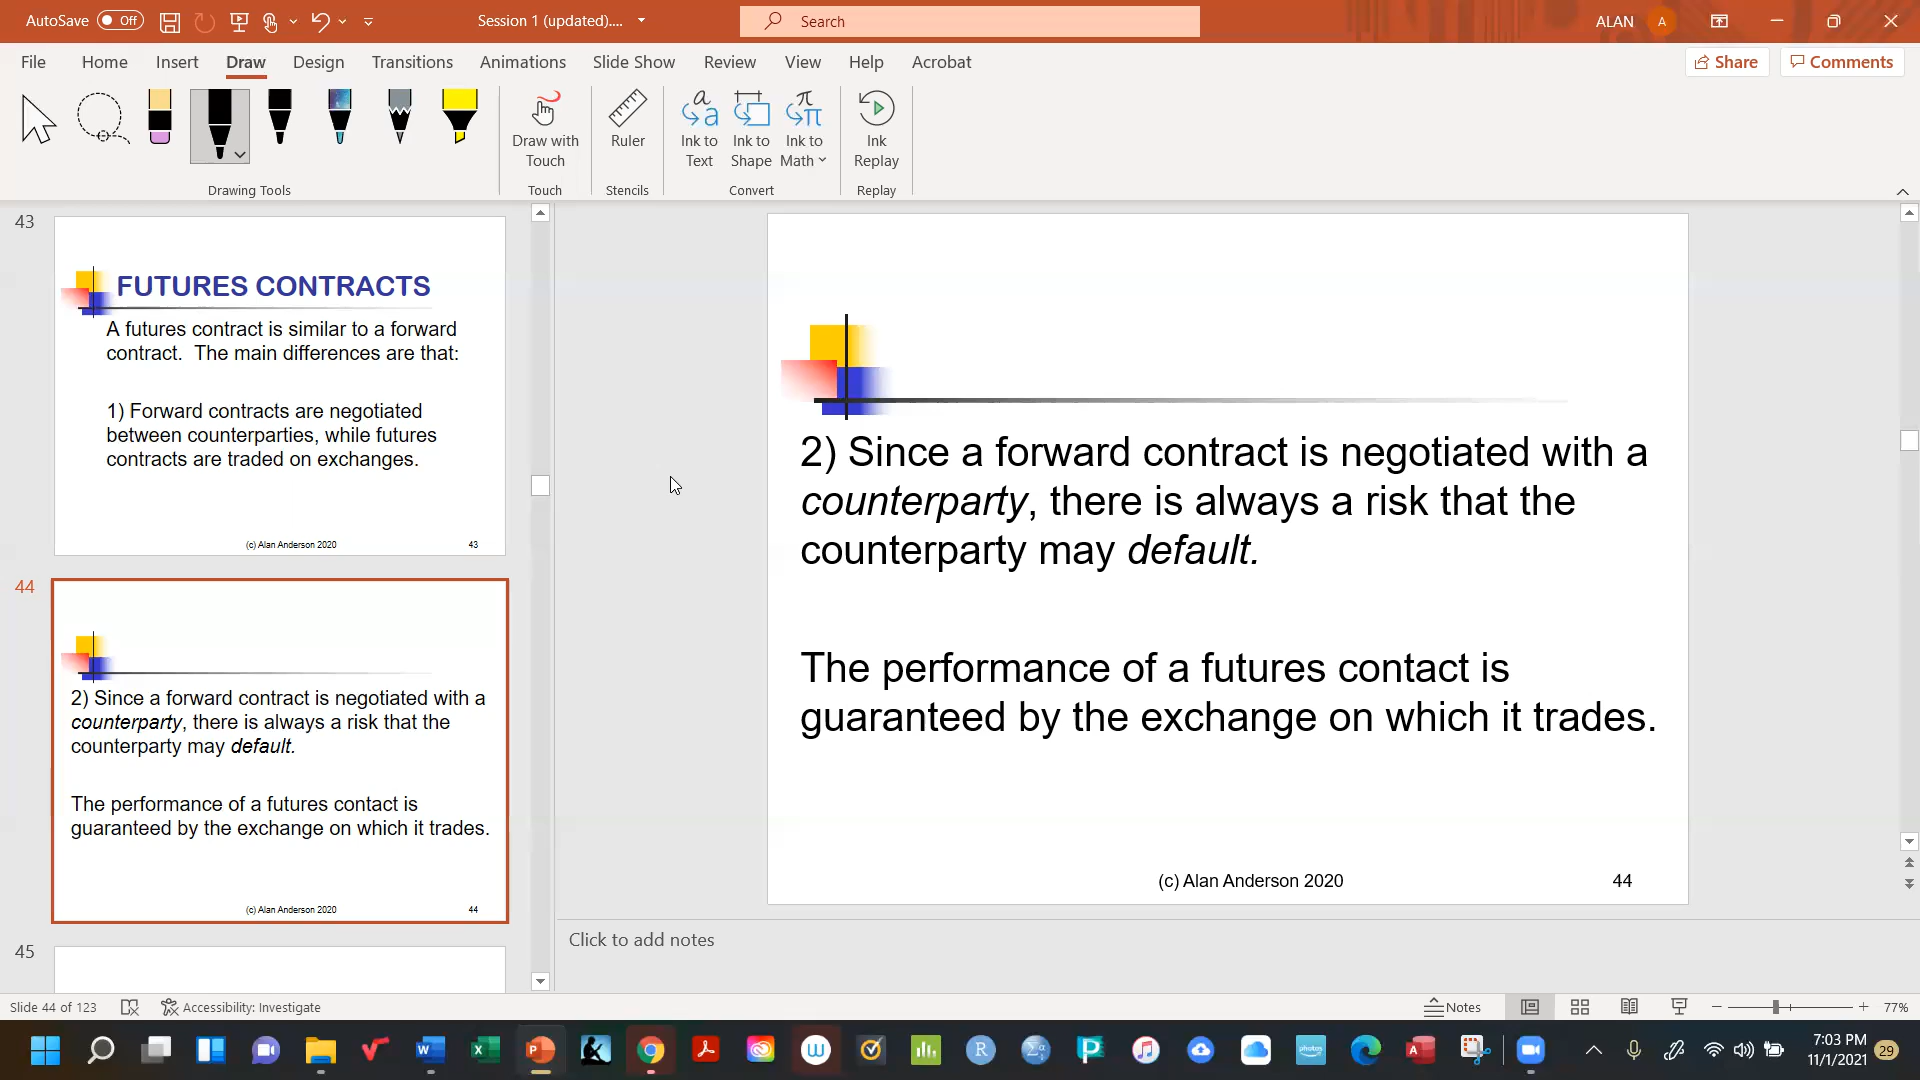 AutoSave Off
Session 1 (updated)....
Search
ALAN A
File Home Insert Draw Design Transitions Animations Slide Show Review View Help Acrobat
Share Comments
Draw with
Touch
Ruler
Ink to
Text
Ink to
Shape
Ink to
Math
Ink
Replay
Drawing Tools
Touch
Stencils
Convert
Replay
43
FUTURES CONTRACTS
A futures contract is similar to a forward
contract. The main differences are that:
1) Forward contracts are negotiated
between counterparties, while futures
contracts are traded on exchanges.
(c) Alan Anderson 2020 43
44
2) Since a forward contract is negotiated with a
counterparty, there is always a risk that the
counterparty may default.
The performance of a futures contact is
guaranteed by the exchange on which it trades.
(c) Alan Anderson 2020 44
45
2) Since a forward contract is negotiated with a
counterparty, there is always a risk that the
counterparty may default.
The performance of a futures contact is
guaranteed by the exchange on which it trades.
(c) Alan Anderson 2020 44
Click to add notes
Slide 44 of 123
Accessibility: Investigate
Notes
77%
7:03 PM
11/1/2021
29